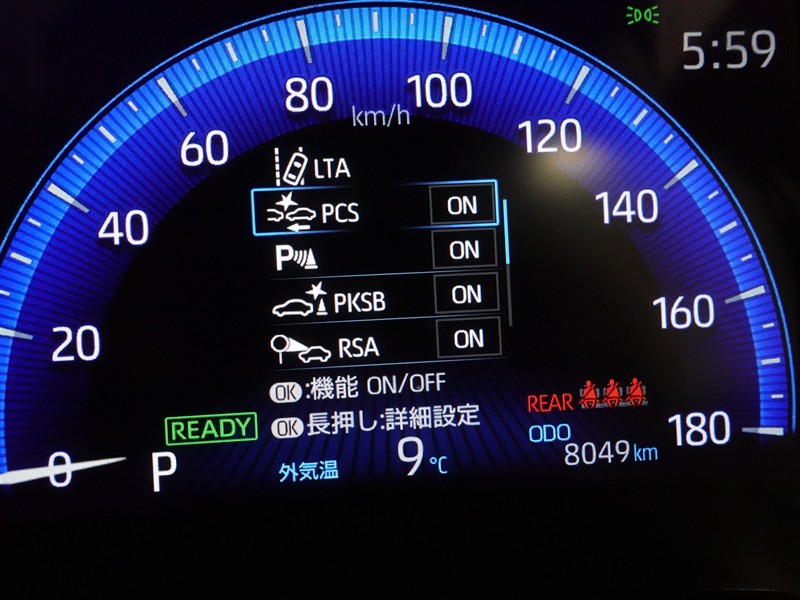 5:59
80
100
km/h
60
120
LTA
40
PCS ON
140
P ON
PKSB ON
160
20
RSA ON
OK:機能 ON/OFF
REAR
READY
OK長押し:詳細設定
ODO
180
0
P
外気温
9℃
8049km